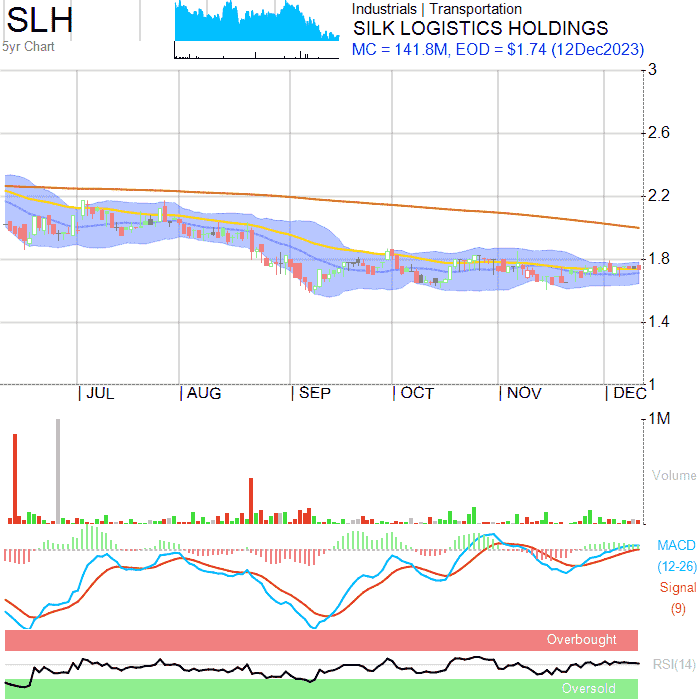 SLH
5yr Chart
Industrials | Transportation
SILK LOGISTICS HOLDINGS
MC = 141.8M, EOD = $1.74 (12Dec2023)
3
2.6
2.2
1.8
1.4
1
JUL AUG SEP OCT NOV DEC
1M
Volume
MACD
(12-26)
Signal
(9)
Overbought
RSI(14)
Oversold